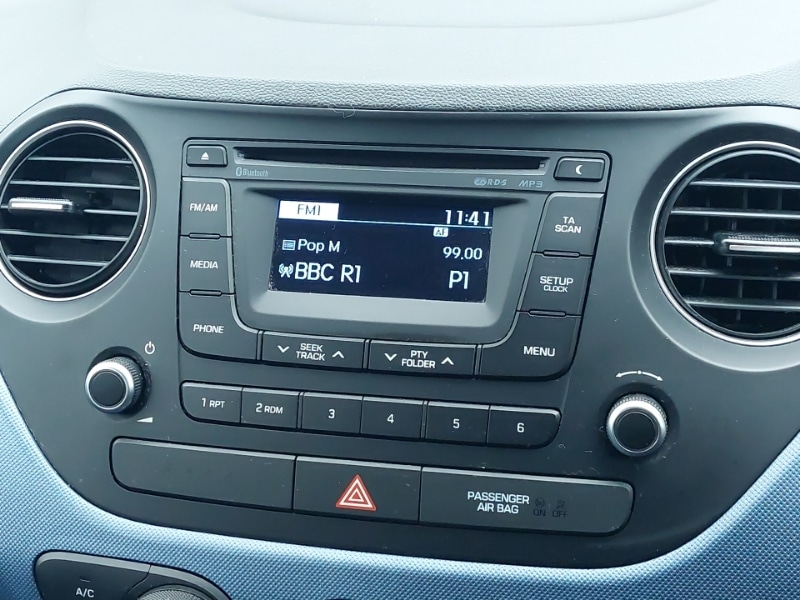 Bluetooth
R·D·S MP3
FM/AM
FM1
11:41
TA
SCAN
AF
Pop M
99.00
MEDIA
BBC R1
P1
SETUP
CLOCK
PHONE
SEEK
TRACK
PTY
FOLDER
MENU
1 RPT
2 RDM
3
4
5
6
PASSENGER
AIR BAG
ON OFF
A/C